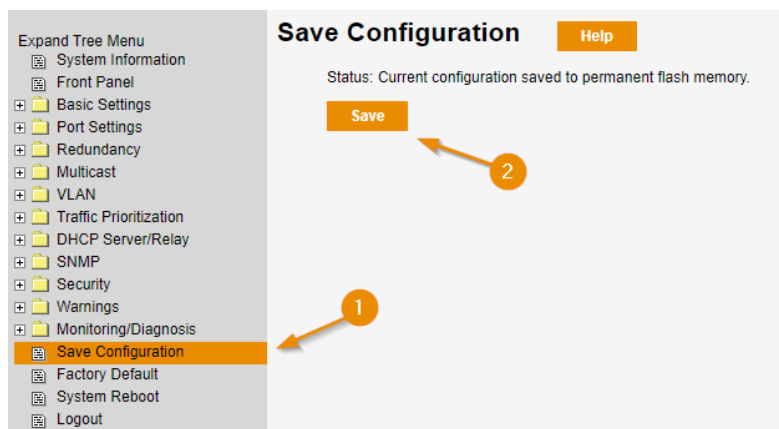 Expand Tree Menu
System Information
Front Panel
Basic Settings
Port Settings
Redundancy
Multicast
VLAN
Traffic Prioritization
DHCP Server/Relay
SNMP
Security
Warnings
Monitoring/Diagnosis
Save Configuration
Factory Default
System Reboot
Logout
Save Configuration
Help
Status: Current configuration saved to permanent flash memory.
Save
2
1